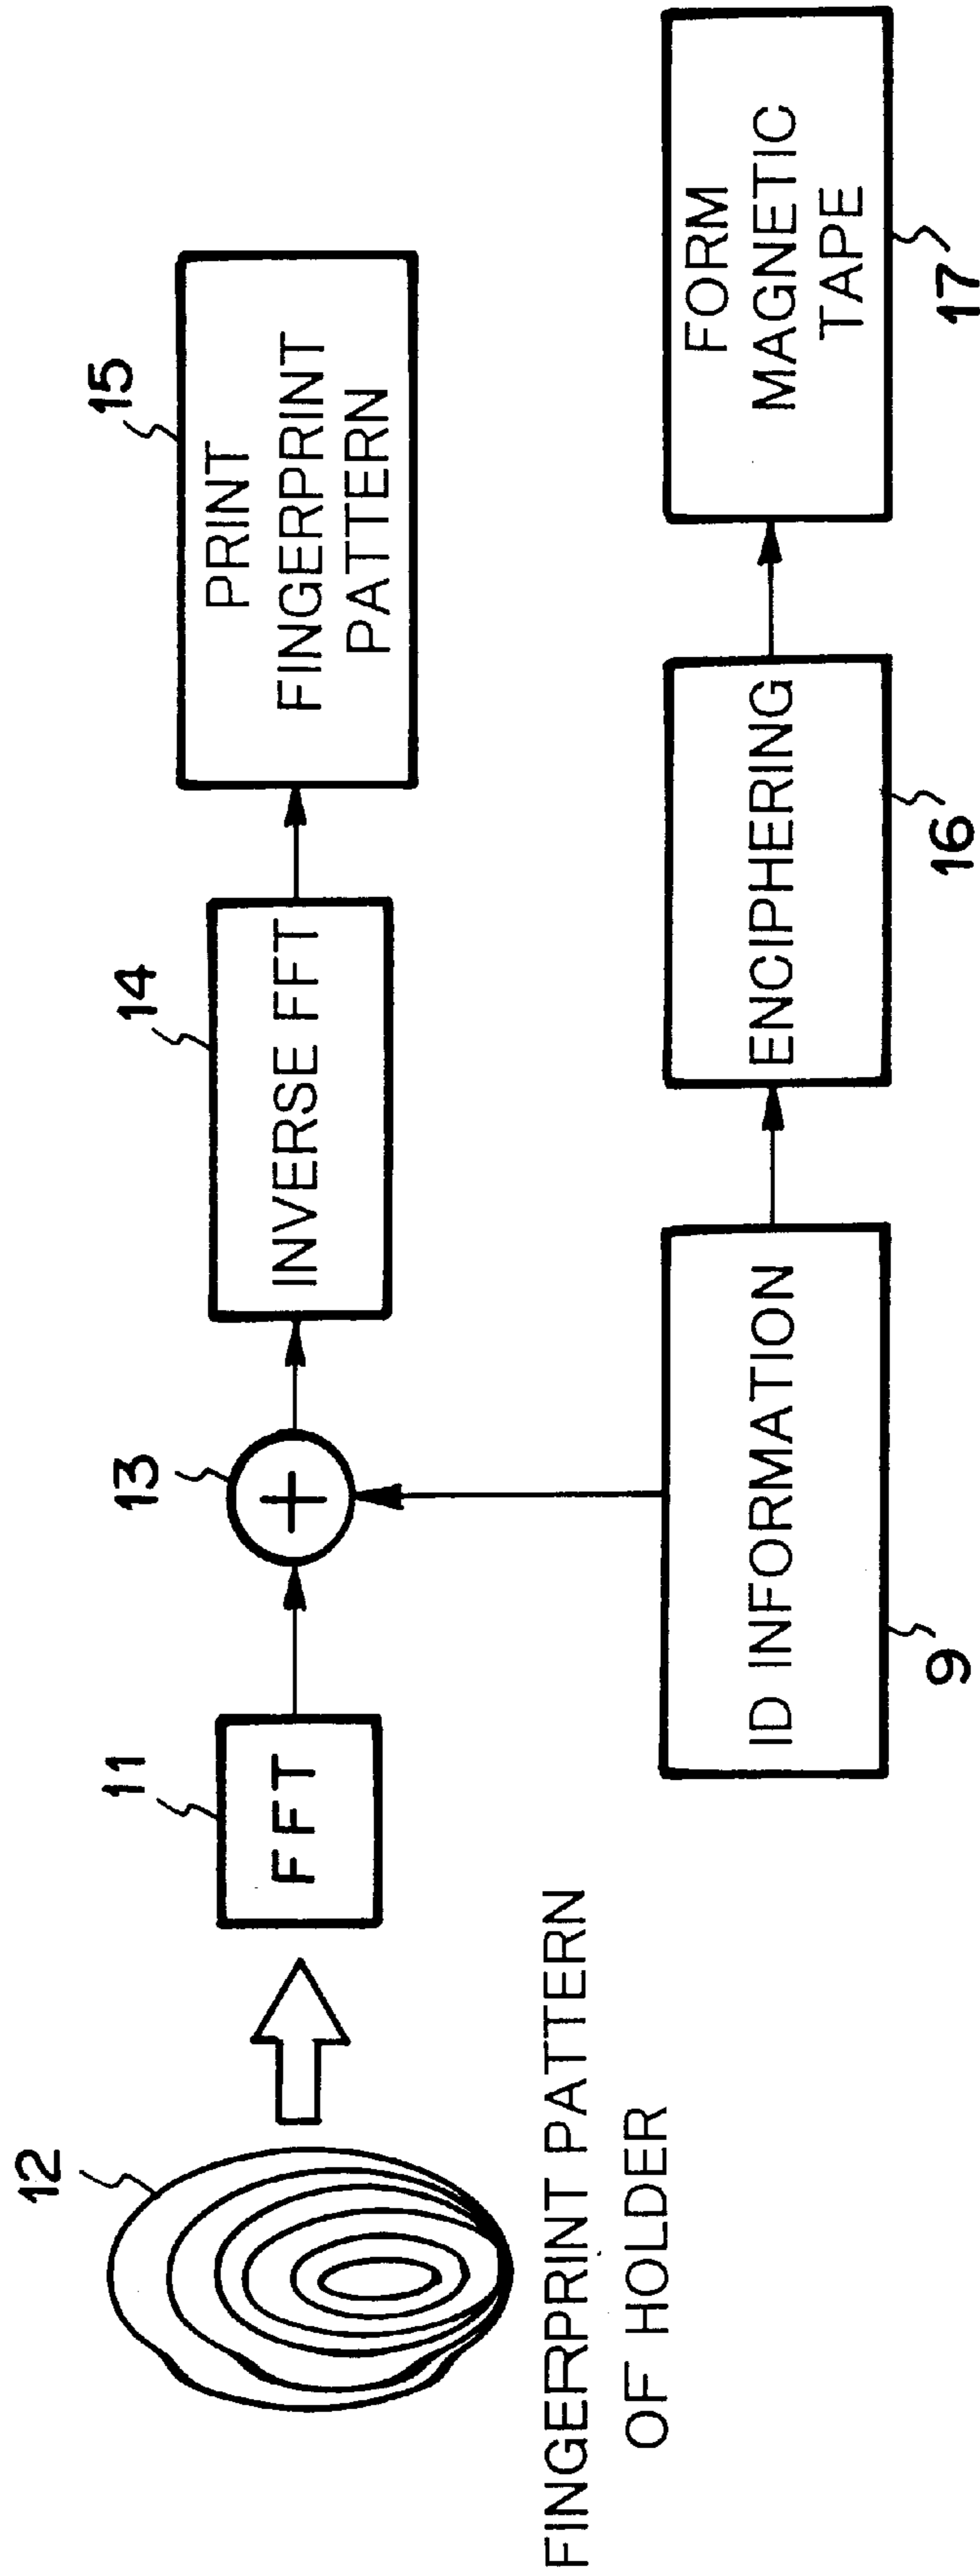 12
FINGERPRINT PATTERN
OF HOLDER
11
FFT
13
+
14
INVERSE FFT
15
PRINT
FINGERPRINT
PATTERN
ID INFORMATION
9
ENCIPHERING
16
FORM
MAGNETIC
TAPE
17